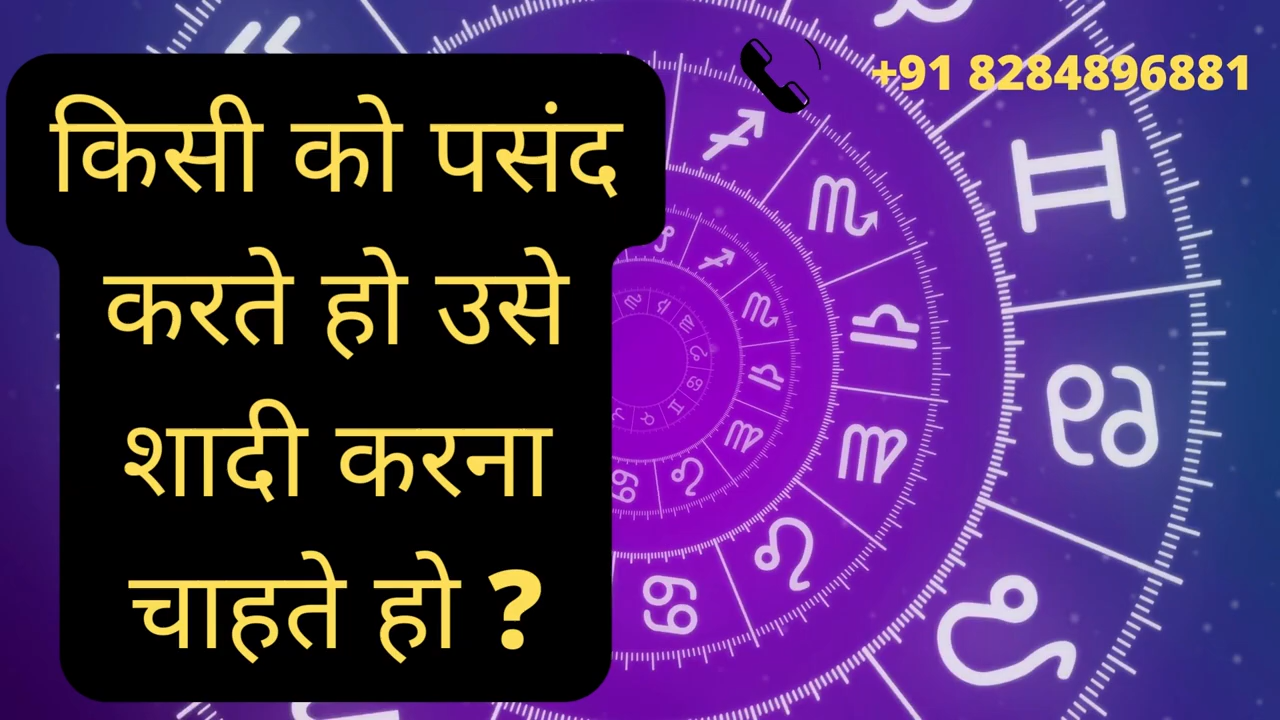 +91 8284896881
किसी को पसंद
करते हो उसे
शादी करना
चाहते हो ?